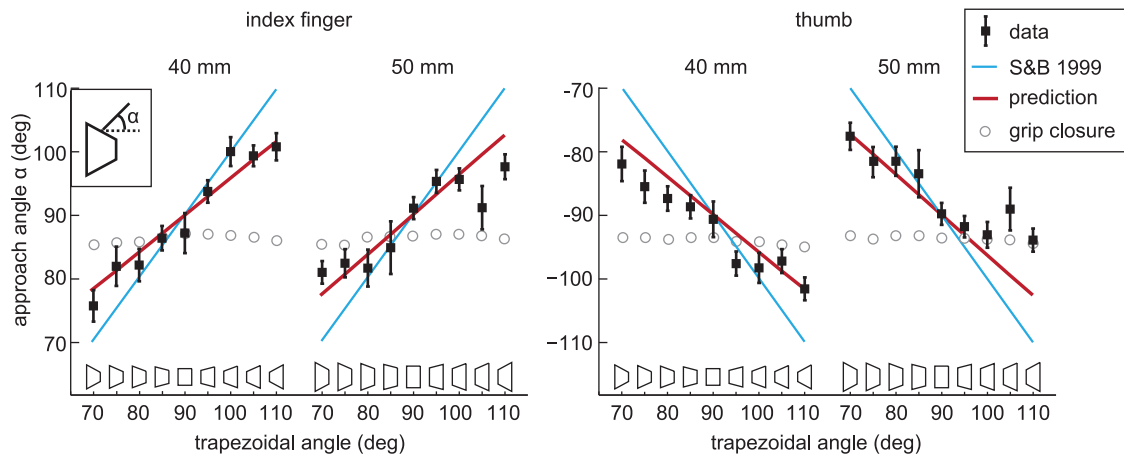 index finger
thumb
40 mm
50 mm
40 mm
50 mm
data
S&B 1999
prediction
grip closure
approach angle α (deg)
110
100
90
80
70
α
-70
-80
-90
-100
-110
70 80 90 100 110
70 80 90 100 110
70 80 90 100 110
70 80 90 100 110
trapezoidal angle (deg)
trapezoidal angle (deg)